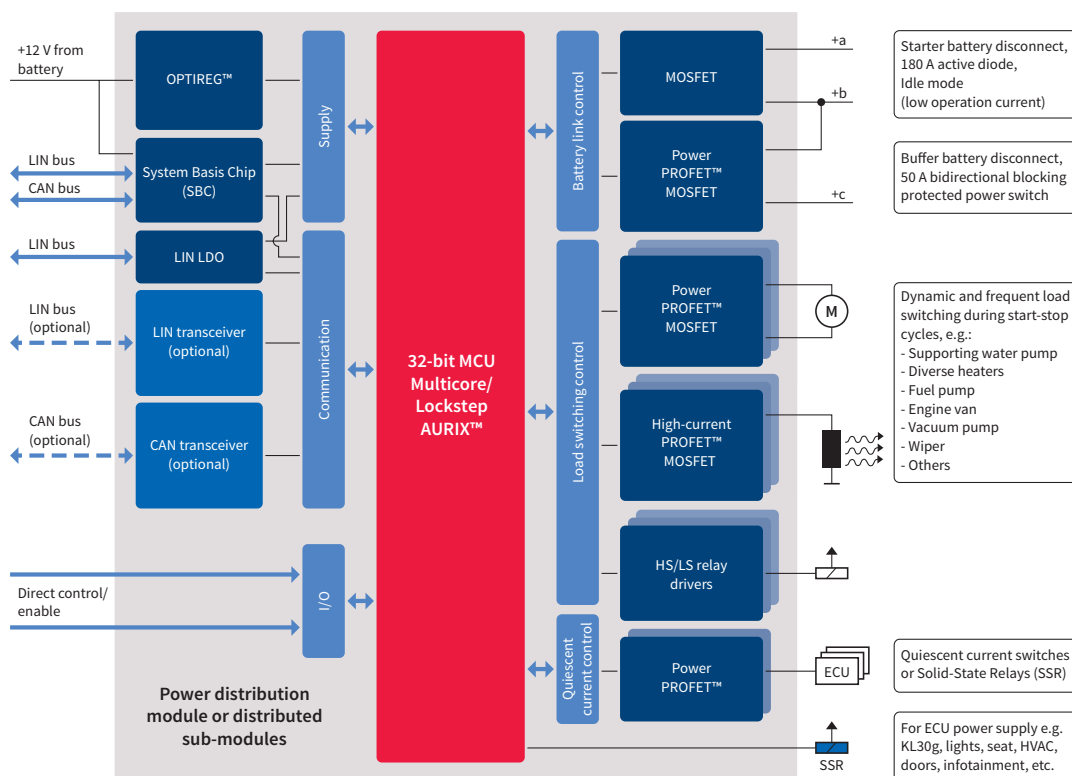 +12 V from
battery
OPTIREG™
LIN bus
CAN bus
System Basis Chip
(SBC)
LIN bus
LIN LDO
LIN bus
(optional)
LIN transceiver
(optional)
CAN bus
(optional)
CAN transceiver
(optional)
Direct control/
enable
Supply
Communication
I/O
Power distribution
module or distributed
sub-modules
32-bit MCU
Multicore/
Lockstep
AURIX™
Battery link control
Load switching control
Quiescent
current control
MOSFET
Power
PROFET™
MOSFET
Power
PROFET™
MOSFET
High-current
PROFET™
MOSFET
HS/LS relay
drivers
Power
PROFET™
+a
+b
+c
M
ECU
SSR
Starter battery disconnect,
180 A active diode,
Idle mode
(low operation current)
Buffer battery disconnect,
50 A bidirectional blocking
protected power switch
Dynamic and frequent load
switching during start-stop
cycles, e.g.:
- Supporting water pump
- Diverse heaters
- Fuel pump
- Engine van
- Vacuum pump
- Wiper
- Others
Quiescent current switches
or Solid-State Relays (SSR)
For ECU power supply e.g.
KL30g, lights, seat, HVAC,
doors, infotainment, etc.